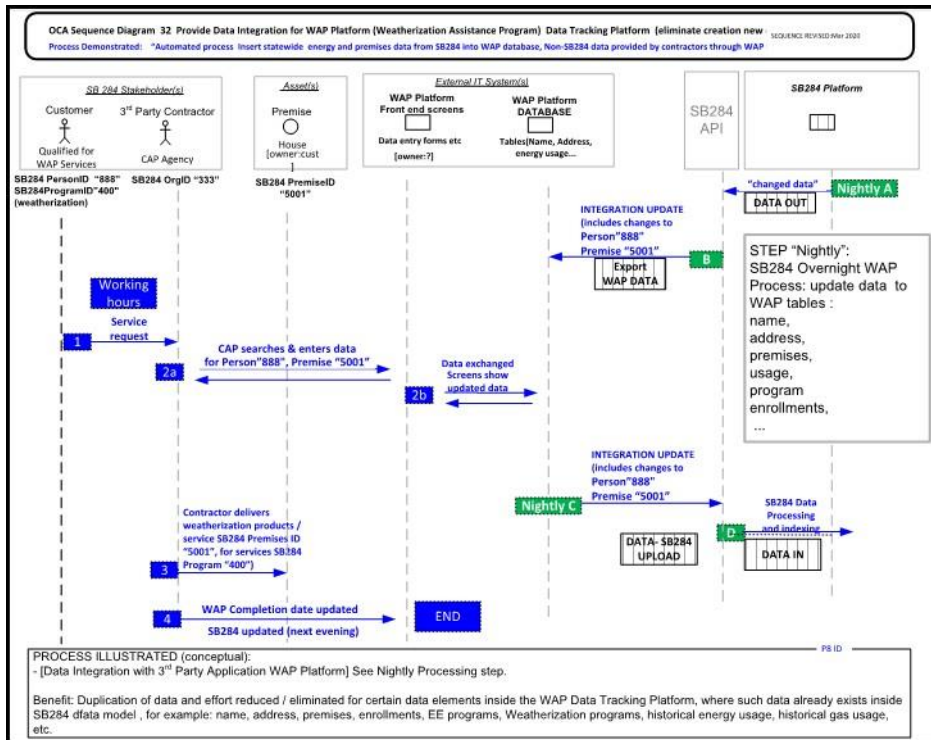 OCA Sequence Diagram 32 Provide Data Integration for WAP Platform (Weatherization Assistance Program) Data Tracking Platform (eliminate creation new
SEQUENCE REVISED:Mar 2020
Process Demonstrated: "Automated process Insert statewide energy and premises data from SB284 into WAP database, Non-SB284 data provided by contractors through WAP
SB 284 Stakeholder(s)
Customer
3rd Party Contractor
Qualified for
WAP Services
CAP Agency
SB284 PersonID "888"
SB284ProgramID"400"
(weatherization)
SB284 OrgID "333"
Asset(s)
Premise
House
[owner:cust
]
SB284 PremiseID
"5001"
External IT System(s)
WAP Platform
Front end screens
Data entry forms etc
[owner:?]
WAP Platform
DATABASE
Tables[Name, Address,
energy usage...
SB284
API
SB284 Platform
"changed data"
Nightly A
DATA OUT
INTEGRATION UPDATE
(includes changes to
Person"888"
Premise "5001"
B
Export
WAP DATA
STEP "Nightly":
SB284 Overnight WAP
Process: update data to
WAP tables :
name,
address,
premises,
usage,
program
enrollments,
...
Working
hours
1
Service
request
2a
CAP searches & enters data
for Person"888", Premise "5001"
2b
Data exchanged
Screens show
updated data
INTEGRATION UPDATE
(includes changes to
Person"888"
Premise "5001"
Nightly C
DATA- SB284
UPLOAD
D
SB284 Data
Processing
and indexing
DATA IN
Contractor delivers
weatherization products /
service SB284 Premises ID
"5001", for services SB284
Program "400")
3
4
WAP Completion date updated
SB284 updated (next evening)
END
P8 ID
PROCESS ILLUSTRATED (conceptual):
- [Data Integration with 3rd Party Application WAP Platform] See Nightly Processing step.
Benefit: Duplication of data and effort reduced / eliminated for certain data elements inside the WAP Data Tracking Platform, where such data already exists inside
SB284 dfata model , for example: name, address, premises, enrollments, EE programs, Weatherization programs, historical energy usage, historical gas usage,
etc.